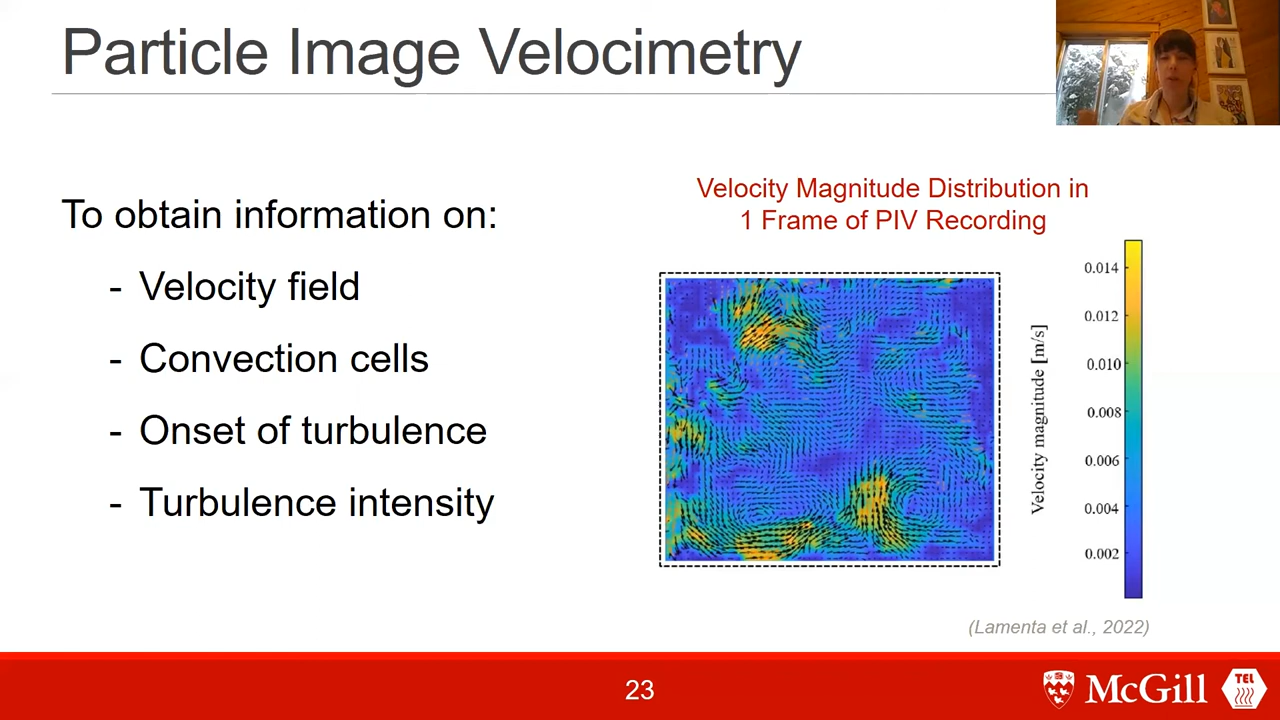 Particle Image Velocimetry
To obtain information on:
- Velocity field
- Convection cells
- Onset of turbulence
- Turbulence intensity
Velocity Magnitude Distribution in
1 Frame of PIV Recording
Velocity magnitude [m/s]
0.014
0.012
0.010
0.008
0.006
0.004
0.002
(Lamenta et al., 2022)
23
McGill
TEL